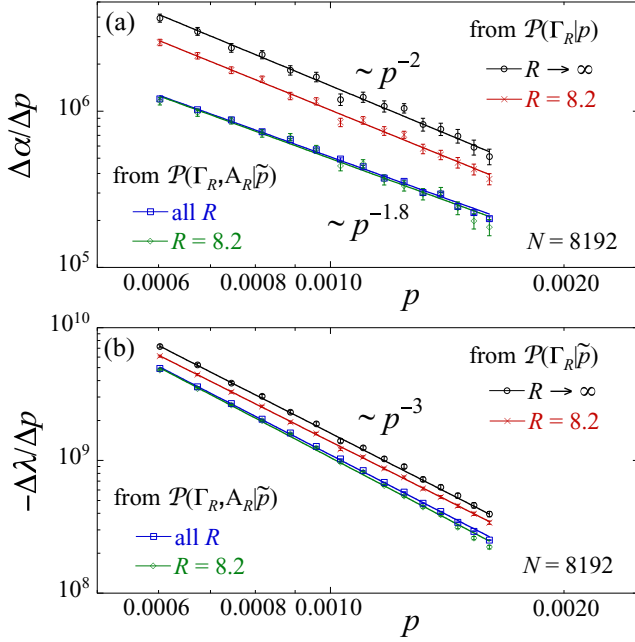 (a)
from 𝒫(Γ_R|p)
R → ∞
R = 8.2
~ p^{-2}
10^6
Δα/Δp
from 𝒫(Γ_R,A_R|p̃)
all R
R = 8.2
~ p^{-1.8}
N = 8192
10^5
0.0006 0.0008 0.0010 0.0020
p
10^{10}
(b)
from 𝒫(Γ_R|p̃)
R → ∞
R = 8.2
~ p^{-3}
10^9
−Δλ/Δp
from 𝒫(Γ_R,A_R|p̃)
all R
R = 8.2
N = 8192
10^8
0.0006 0.0008 0.0010 0.0020
p